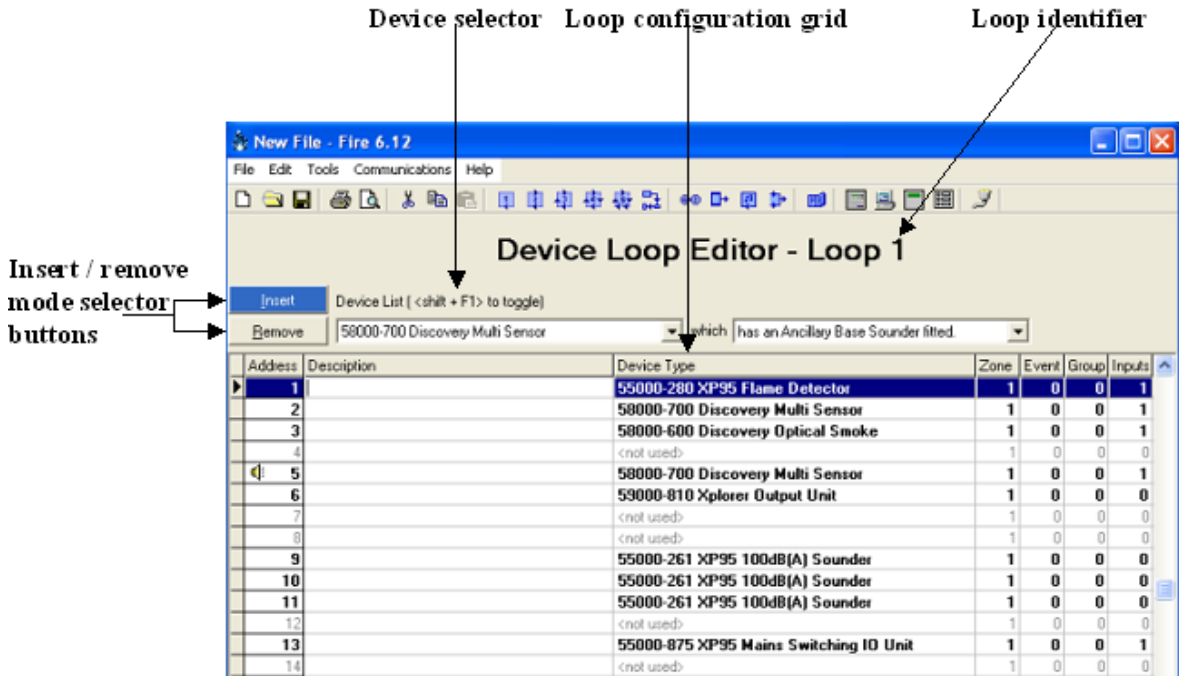 Device selector Loop configuration grid Loop identifier
New File - Fire 6.12
File Edit Tools Communications Help
Device Loop Editor - Loop 1
Insert / remove
mode selector
buttons
Insert Device List ( <shift + F1> to toggle)
Remove 58000-700 Discovery Multi Sensor which has an Ancillary Base Sounder fitted.
Address Description Device Type Zone Event Group Inputs
1 55000-280 XP95 Flame Detector 1 0 0 1
2 58000-700 Discovery Multi Sensor 1 0 0 1
3 58000-600 Discovery Optical Smoke 1 0 0 1
4 <not used> 1 0 0 0
5 58000-700 Discovery Multi Sensor 1 0 0 1
6 59000-810 Xplorer Output Unit 1 0 0 0
7 <not used> 1 0 0 0
8 <not used> 1 0 0 0
9 55000-261 XP95 100dB(A) Sounder 1 0 0 0
10 55000-261 XP95 100dB(A) Sounder 1 0 0 0
11 55000-261 XP95 100dB(A) Sounder 1 0 0 0
12 <not used> 1 0 0 0
13 55000-875 XP95 Mains Switching IO Unit 1 0 0 1
14 <not used> 1 0 0 0